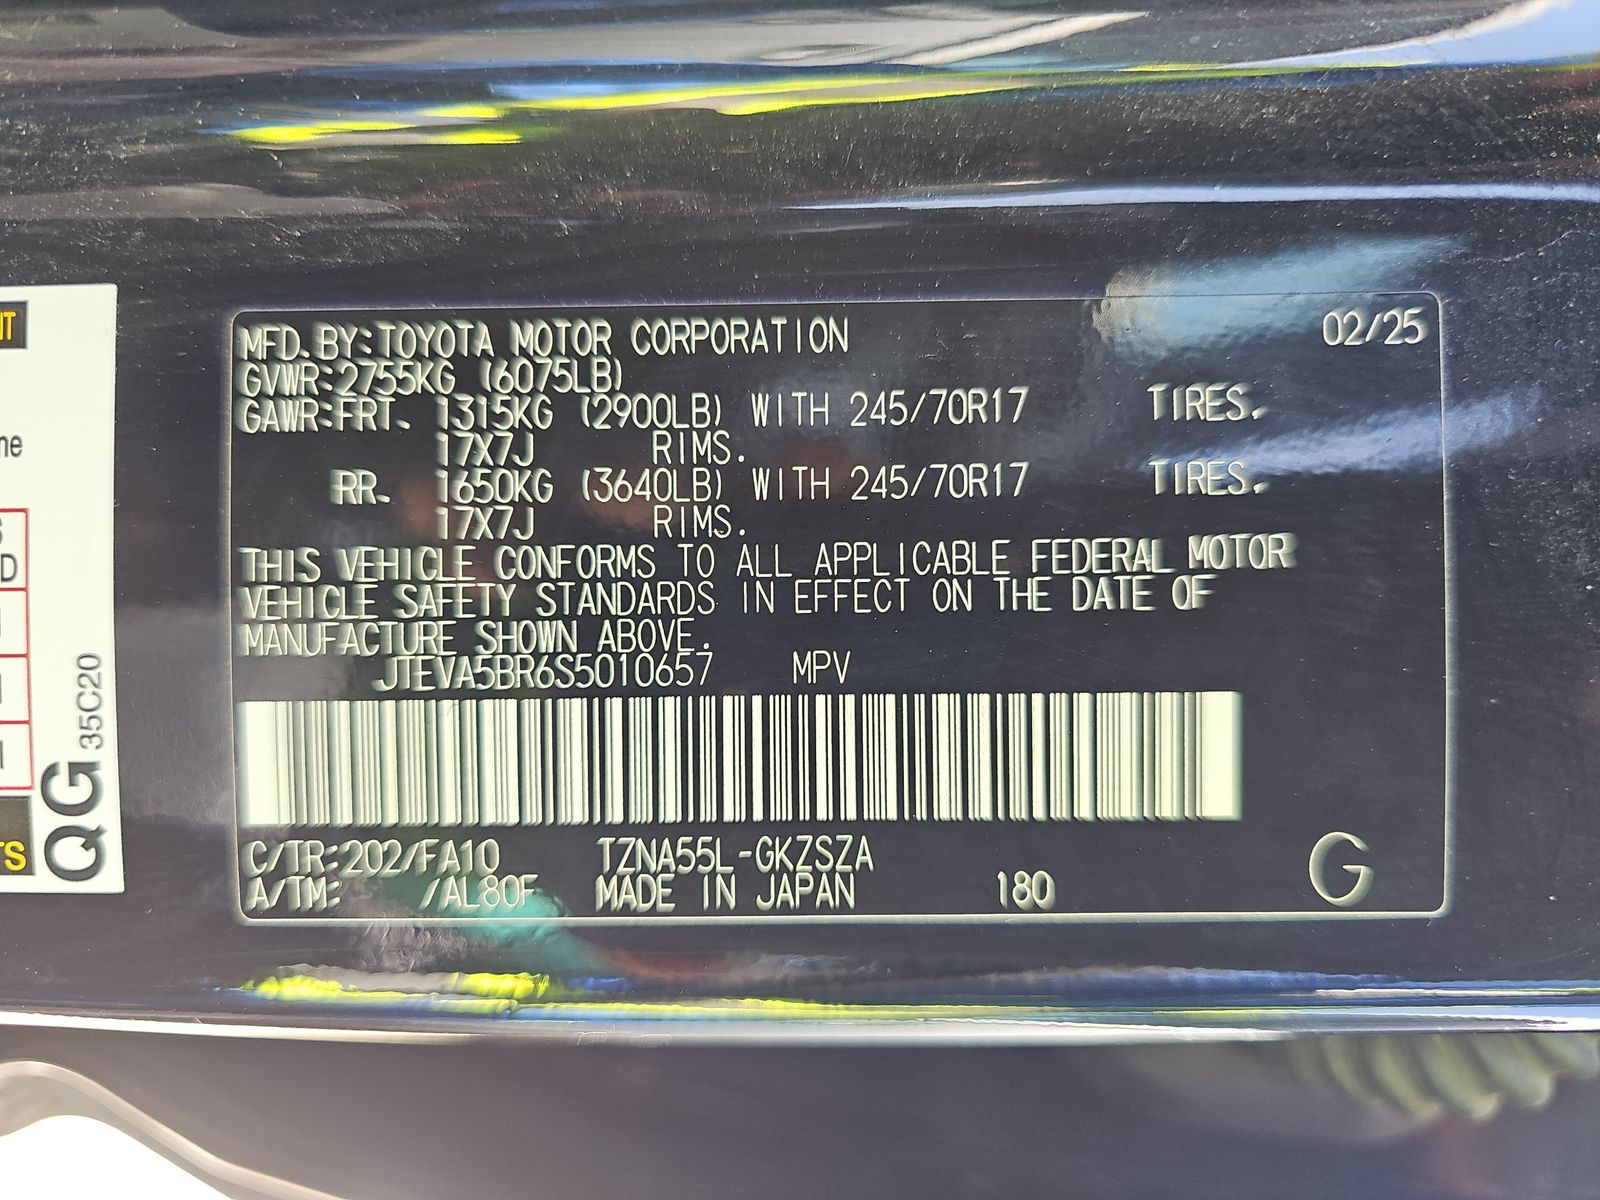 MFD.BY:TOYOTA MOTOR CORPORATION 02/25
GVWR:2755KG (6075LB)
GAWR:FRT. 1315KG (2900LB) WITH 245/70R17 TIRES.
17X7J RIMS.
RR. 1650KG (3640LB) WITH 245/70R17 TIRES.
17X7J RIMS.
THIS VEHICLE CONFORMS TO ALL APPLICABLE FEDERAL MOTOR
VEHICLE SAFETY STANDARDS IN EFFECT ON THE DATE OF
MANUFACTURE SHOWN ABOVE.
JTEVA5BR6S5010657 MPV
C/TR:202/FA10 TZNA55L-GKZSZA
A/TM: /AL80F MADE IN JAPAN 180 G
QG 35C20